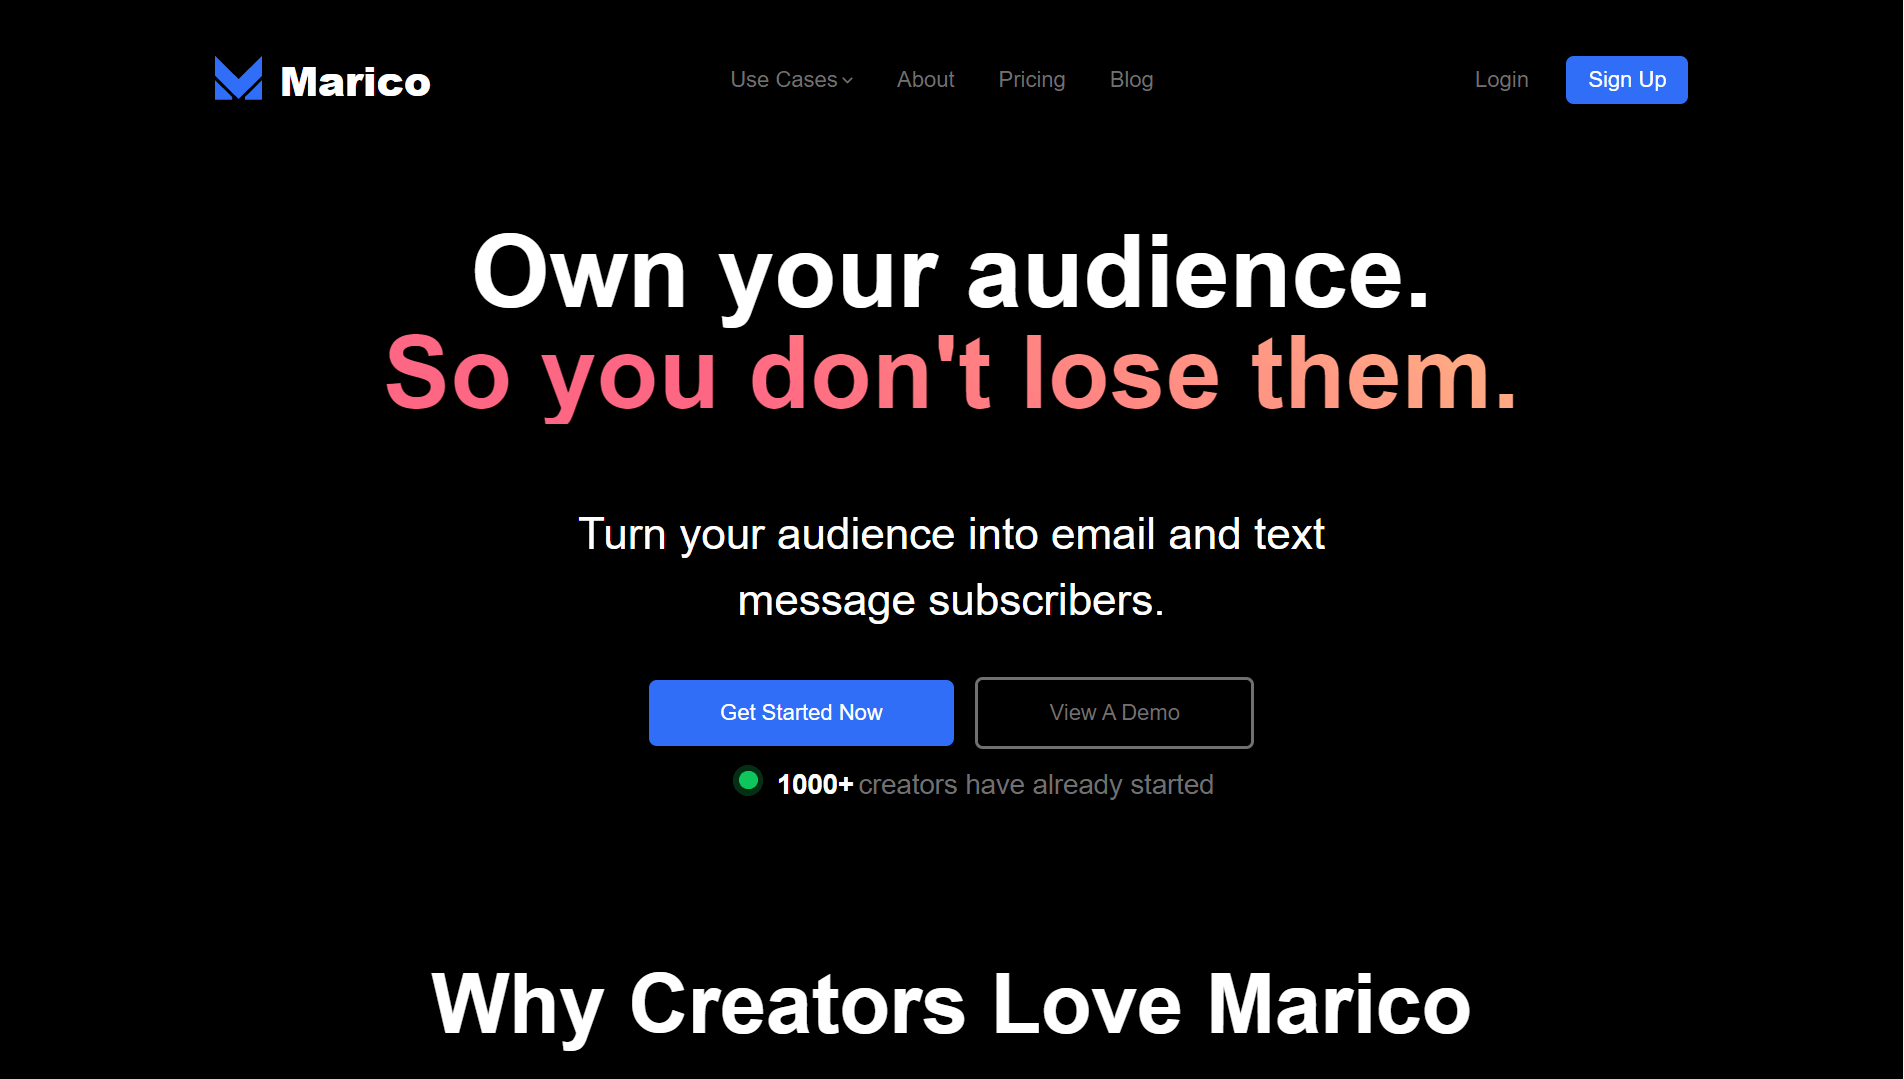 Marico
Use Cases
About
Pricing
Blog
Login
Sign Up
Own your audience.
So you don't lose them.
Turn your audience into email and text
message subscribers.
Get Started Now
View A Demo
1000+ creators have already started
Why Creators Love Marico